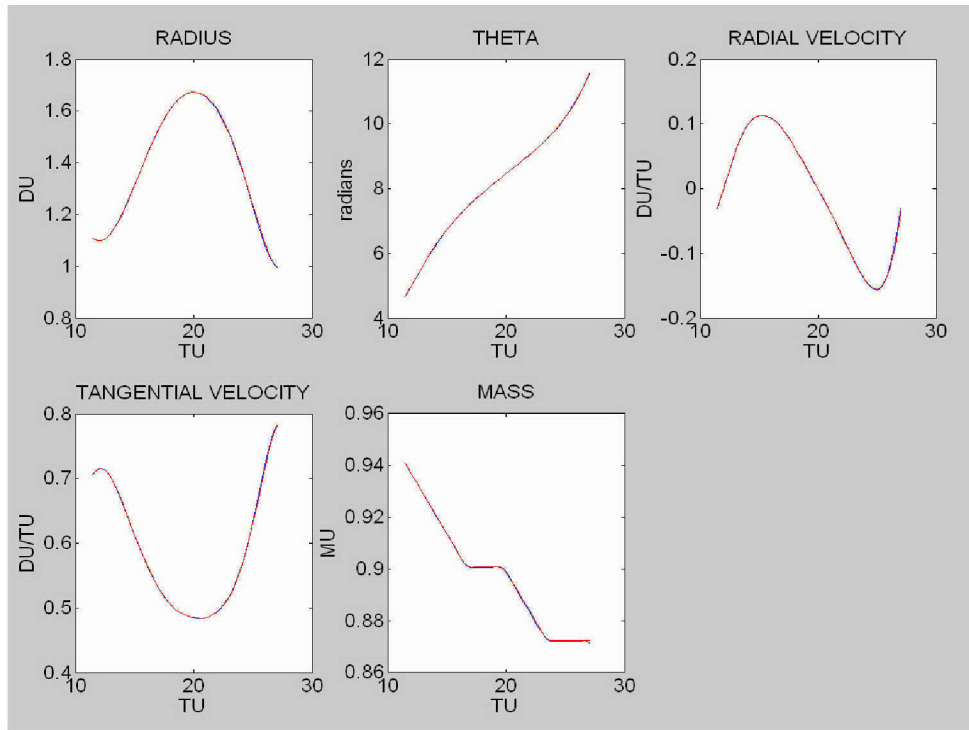 RADIUS
1.8
1.6
1.4
1.2
1
0.8
DU
10
20
30
TU
THETA
12
10
8
6
4
radians
10
20
30
TU
RADIAL VELOCITY
0.2
0.1
0
-0.1
-0.2
DU/TU
10
20
30
TU
TANGENTIAL VELOCITY
0.8
0.7
0.6
0.5
0.4
DU/TU
10
20
30
TU
MASS
0.96
0.94
0.92
0.9
0.88
0.86
MU
10
20
30
TU